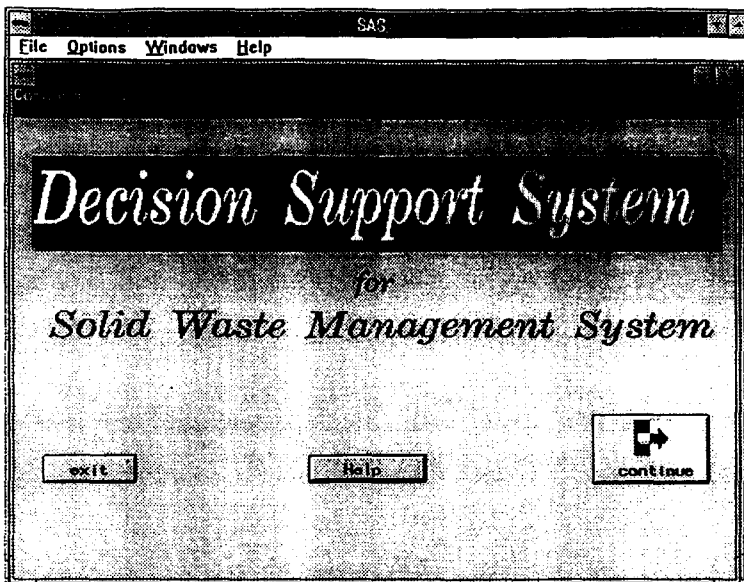 SAS
File Options Windows Help
Decision Support System
for
Solid Waste Management System
exit
Help
continue